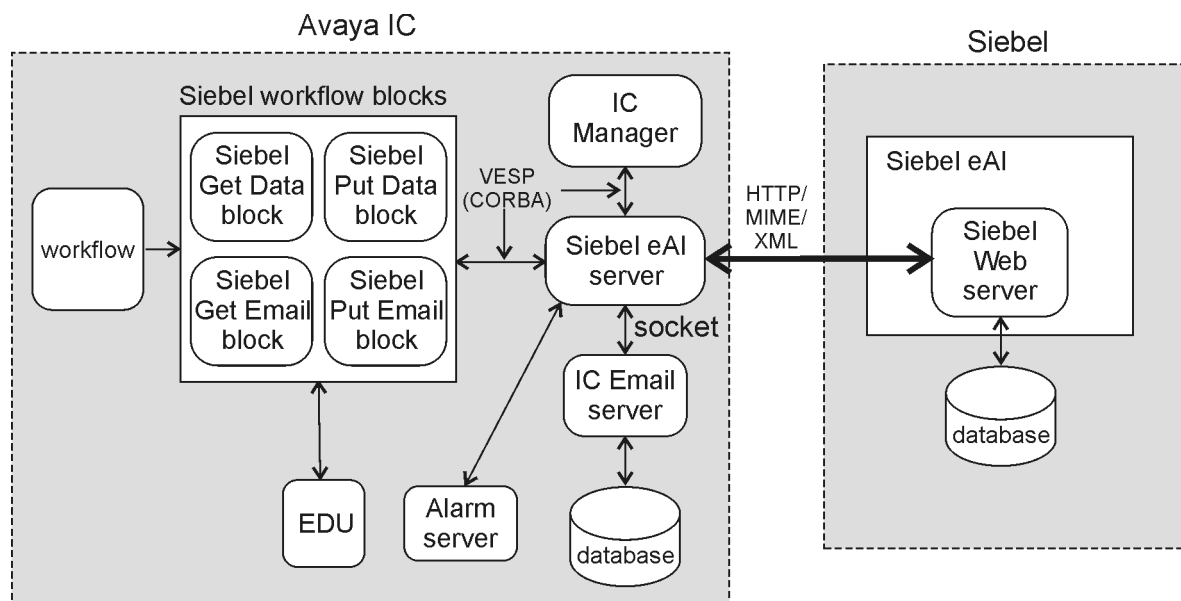 Avaya IC
Siebel
Siebel workflow blocks
Siebel
Get Data
block
Siebel
Put Data
block
Siebel
Get Email
block
Siebel
Put Email
block
workflow
VESP
(CORBA)
IC
Manager
Siebel eAI
server
socket
IC Email
server
database
EDU
Alarm
server
HTTP/
MIME/
XML
Siebel eAI
Siebel
Web
server
database